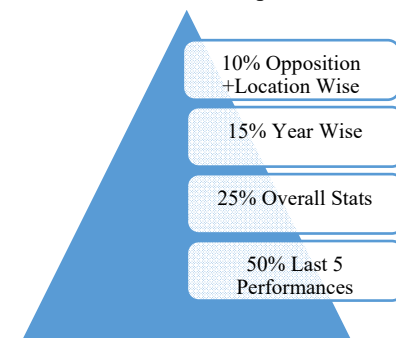 10% Opposition
+Location Wise
15% Year Wise
25% Overall Stats
50% Last 5
Performances